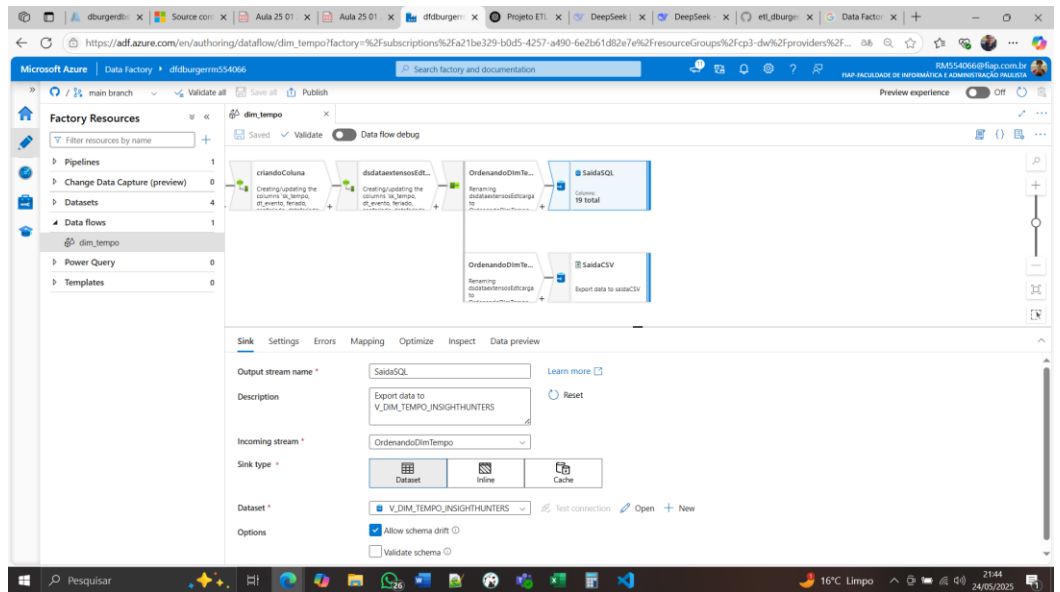 dburgerdb
Source con
Aula 25 01
Aula 25 01
dfdburgerrm
Projeto ETL
DeepSeek
DeepSeek
etl_dburger
Data Factor
https://adf.azure.com/en/authoring/dataflow/dim_tempo?factory=%2Fsubscriptions%2Fa21be329-b0d5-4257-a490-6e2b61d82e7e%2FresourceGroups%2Fcp3-dw%2Fproviders%2F...
Microsoft Azure | Data Factory ▸ dfdburgerrm554066
Search factory and documentation
RM554066@fiap.com.br
FIAP-FACULDADE DE INFORMÁTICA E ADMINISTRAÇÃO PAULISTA
main branch Validate all Save all Publish
Preview experience Off
Factory Resources
dim_tempo
Filter resources by name
Saved Validate Data flow debug
Pipelines 1
Change Data Capture (preview) 0
Datasets 4
Data flows 1
dim_tempo
Power Query 0
Templates 0
criandoColuna
Creating/updating the
columns 'sk_tempo,
dt_evento, feriado,
dsdataextensosEdt...
Creating/updating the
columns 'sk_tempo,
dt_evento, feriado,
OrdenandoDimTe...
Renaming
dsdataextensosEdtcarga
to
SaidaSQL
Columns:
19 total
OrdenandoDimTe...
Renaming
dsdataextensosEdtcarga
to
SaidaCSV
Export data to saidaCSV
Sink Settings Errors Mapping Optimize Inspect Data preview
Output stream name *
SaidaSQL
Learn more
Description
Export data to
V_DIM_TEMPO_INSIGHTHUNTERS
Reset
Incoming stream *
OrdenandoDImTempo
Sink type *
Dataset
Inline
Cache
Dataset *
V_DIM_TEMPO_INSIGHTHUNTERS
Test connection Open New
Options
Allow schema drift
Validate schema
Pesquisar
26
16°C Limpo
21:44
24/05/2025